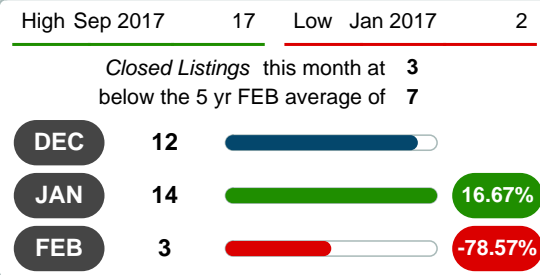 High Sep 2017 17 Low Jan 2017 2
Closed Listings this month at 3
below the 5 yr FEB average of 7
DEC 12
JAN 14 16.67%
FEB 3 -78.57%